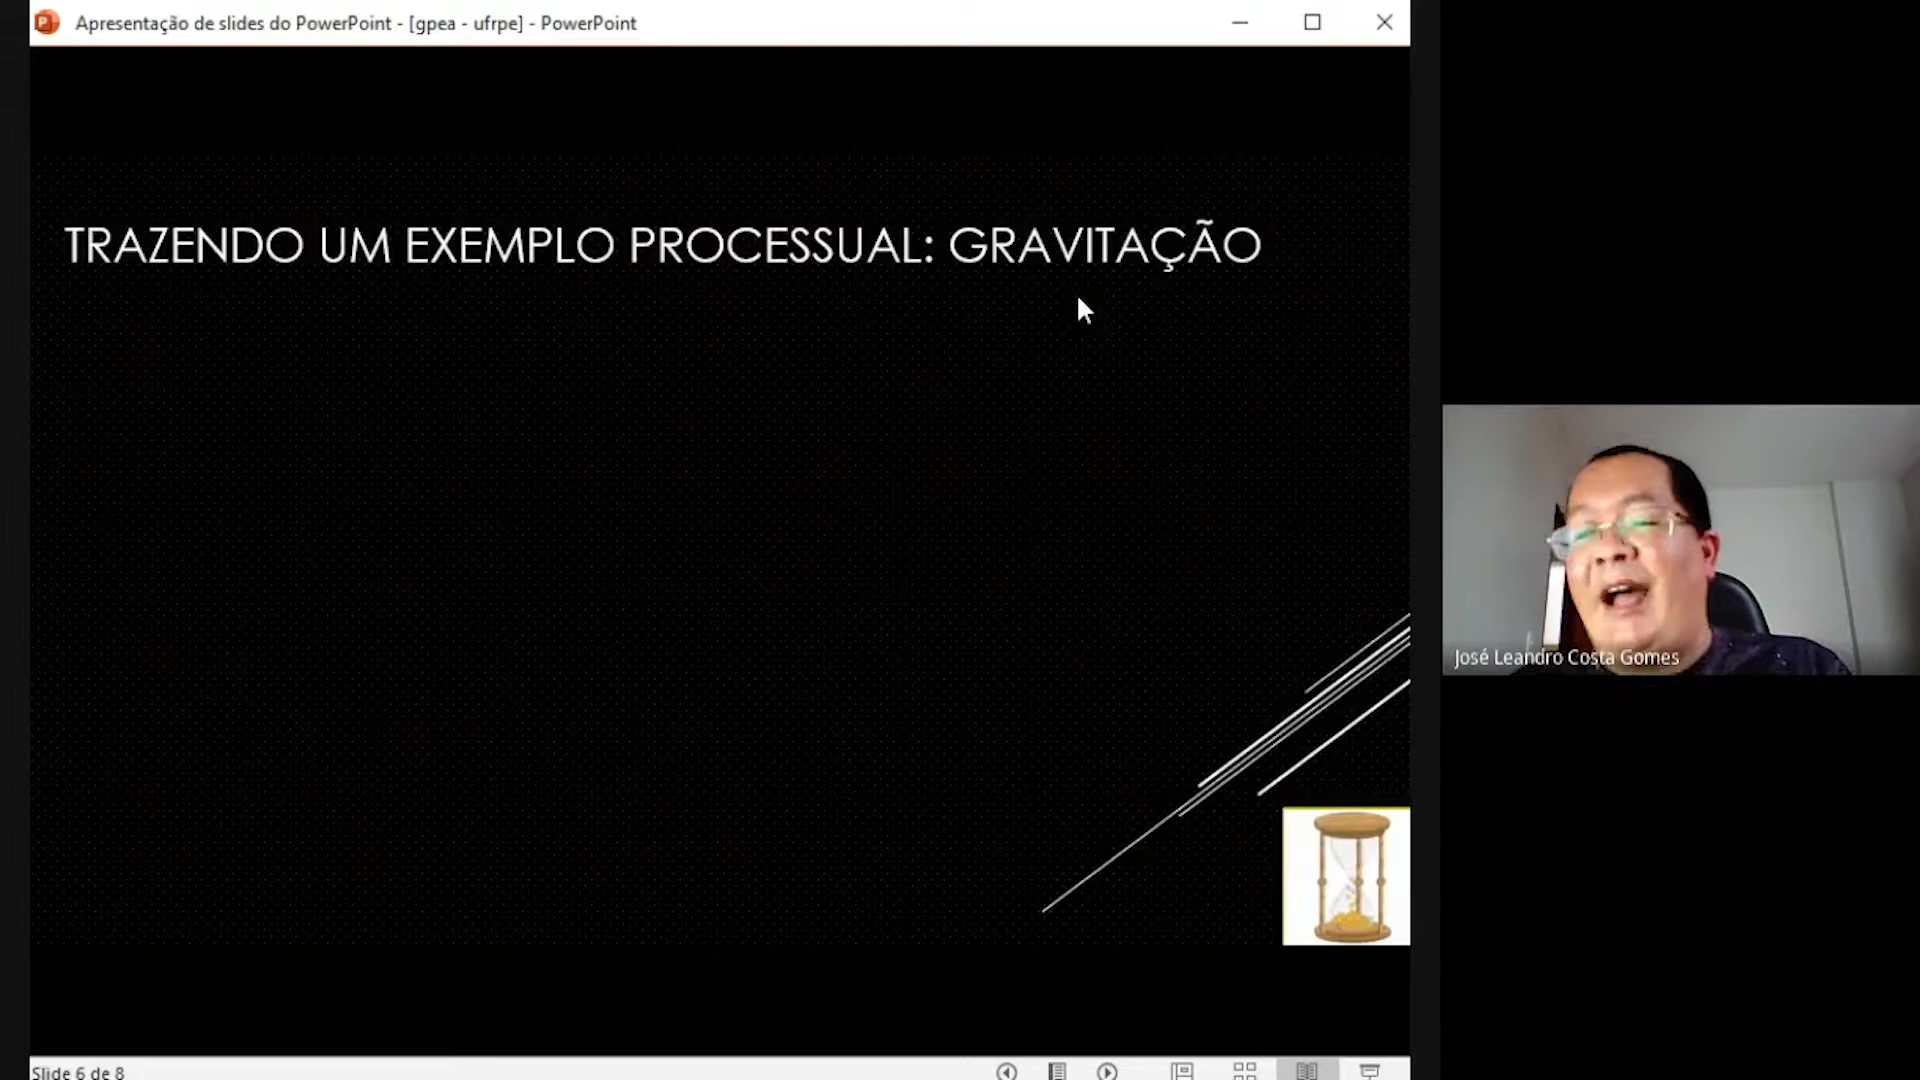 Apresentação de slides do PowerPoint - [gpea - ufrpe] - PowerPoint
TRAZENDO UM EXEMPLO PROCESSUAL: GRAVITAÇÃO
José Leandro Costa Gomes
Slide 6 de 8